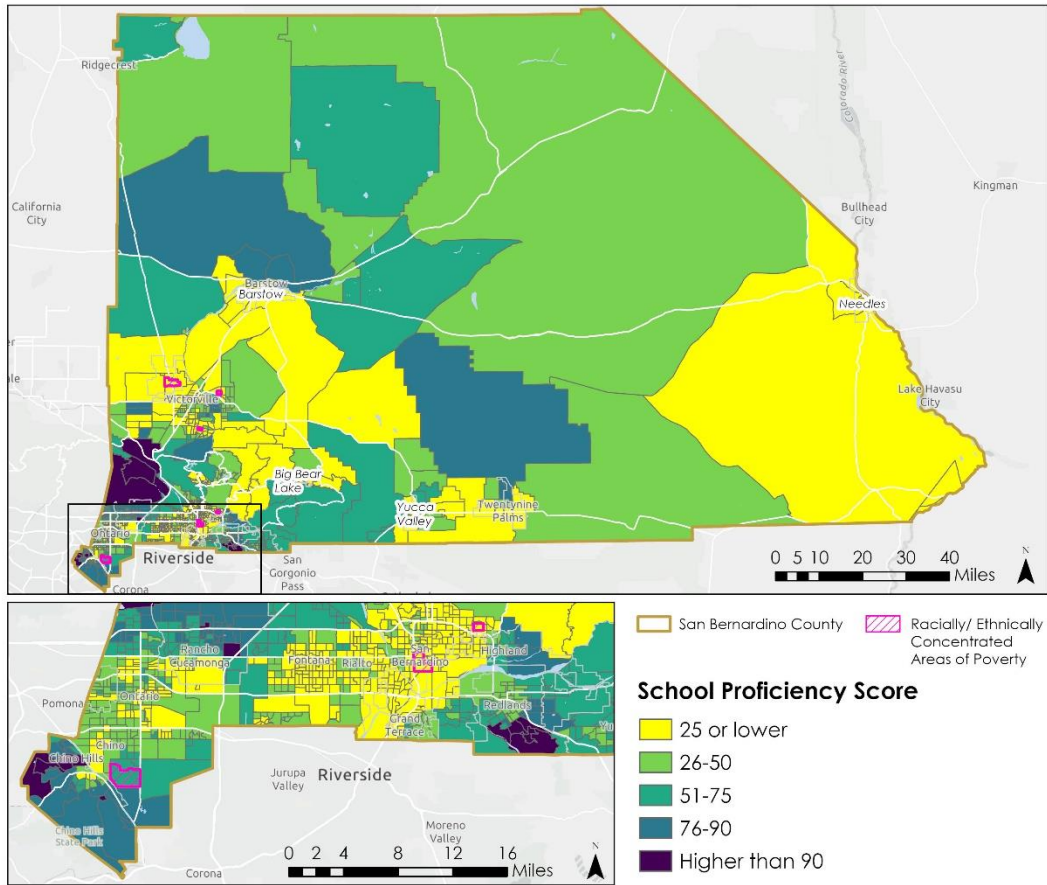 Ridgecrest
Colorado River
Kingman
California
City
Bullhead
City
Barstow
Barstow
Needles
Lake Havasu
City
Victorville
Big Bear
Lake
Yucca
Valley
Twentynine
Palms
Ontario
Riverside
San
Gorgonio
Pass
Corona
0 5 10 20 30 40
Miles
N
Rancho
Cucamonga
Fontana
Rialto
San
Bernardino
Highland
Ontario
Pomona
Redlands
Yu
Grand
Terrace
Chino
Chino Hills
Jurupa
Valley
Riverside
Chino Hills
State Park
Moreno
Valley
Corona
0 2 4 8 12 16
Miles
N
San Bernardino County
Racially/ Ethnically
Concentrated
Areas of Poverty
School Proficiency Score
25 or lower
26-50
51-75
76-90
Higher than 90